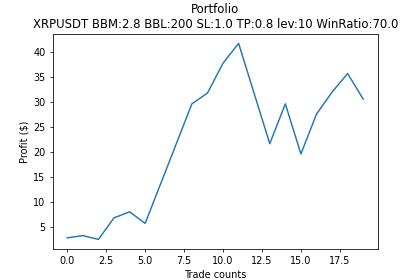 Portfolio
XRPUSDT BBM:2.8 BBL:200 SL:1.0 TP:0.8 lev:10 WinRatio:70.0
40
35
30
25
20
15
10
5
Profit ($)
0.0 2.5 5.0 7.5 10.0 12.5 15.0 17.5
Trade counts